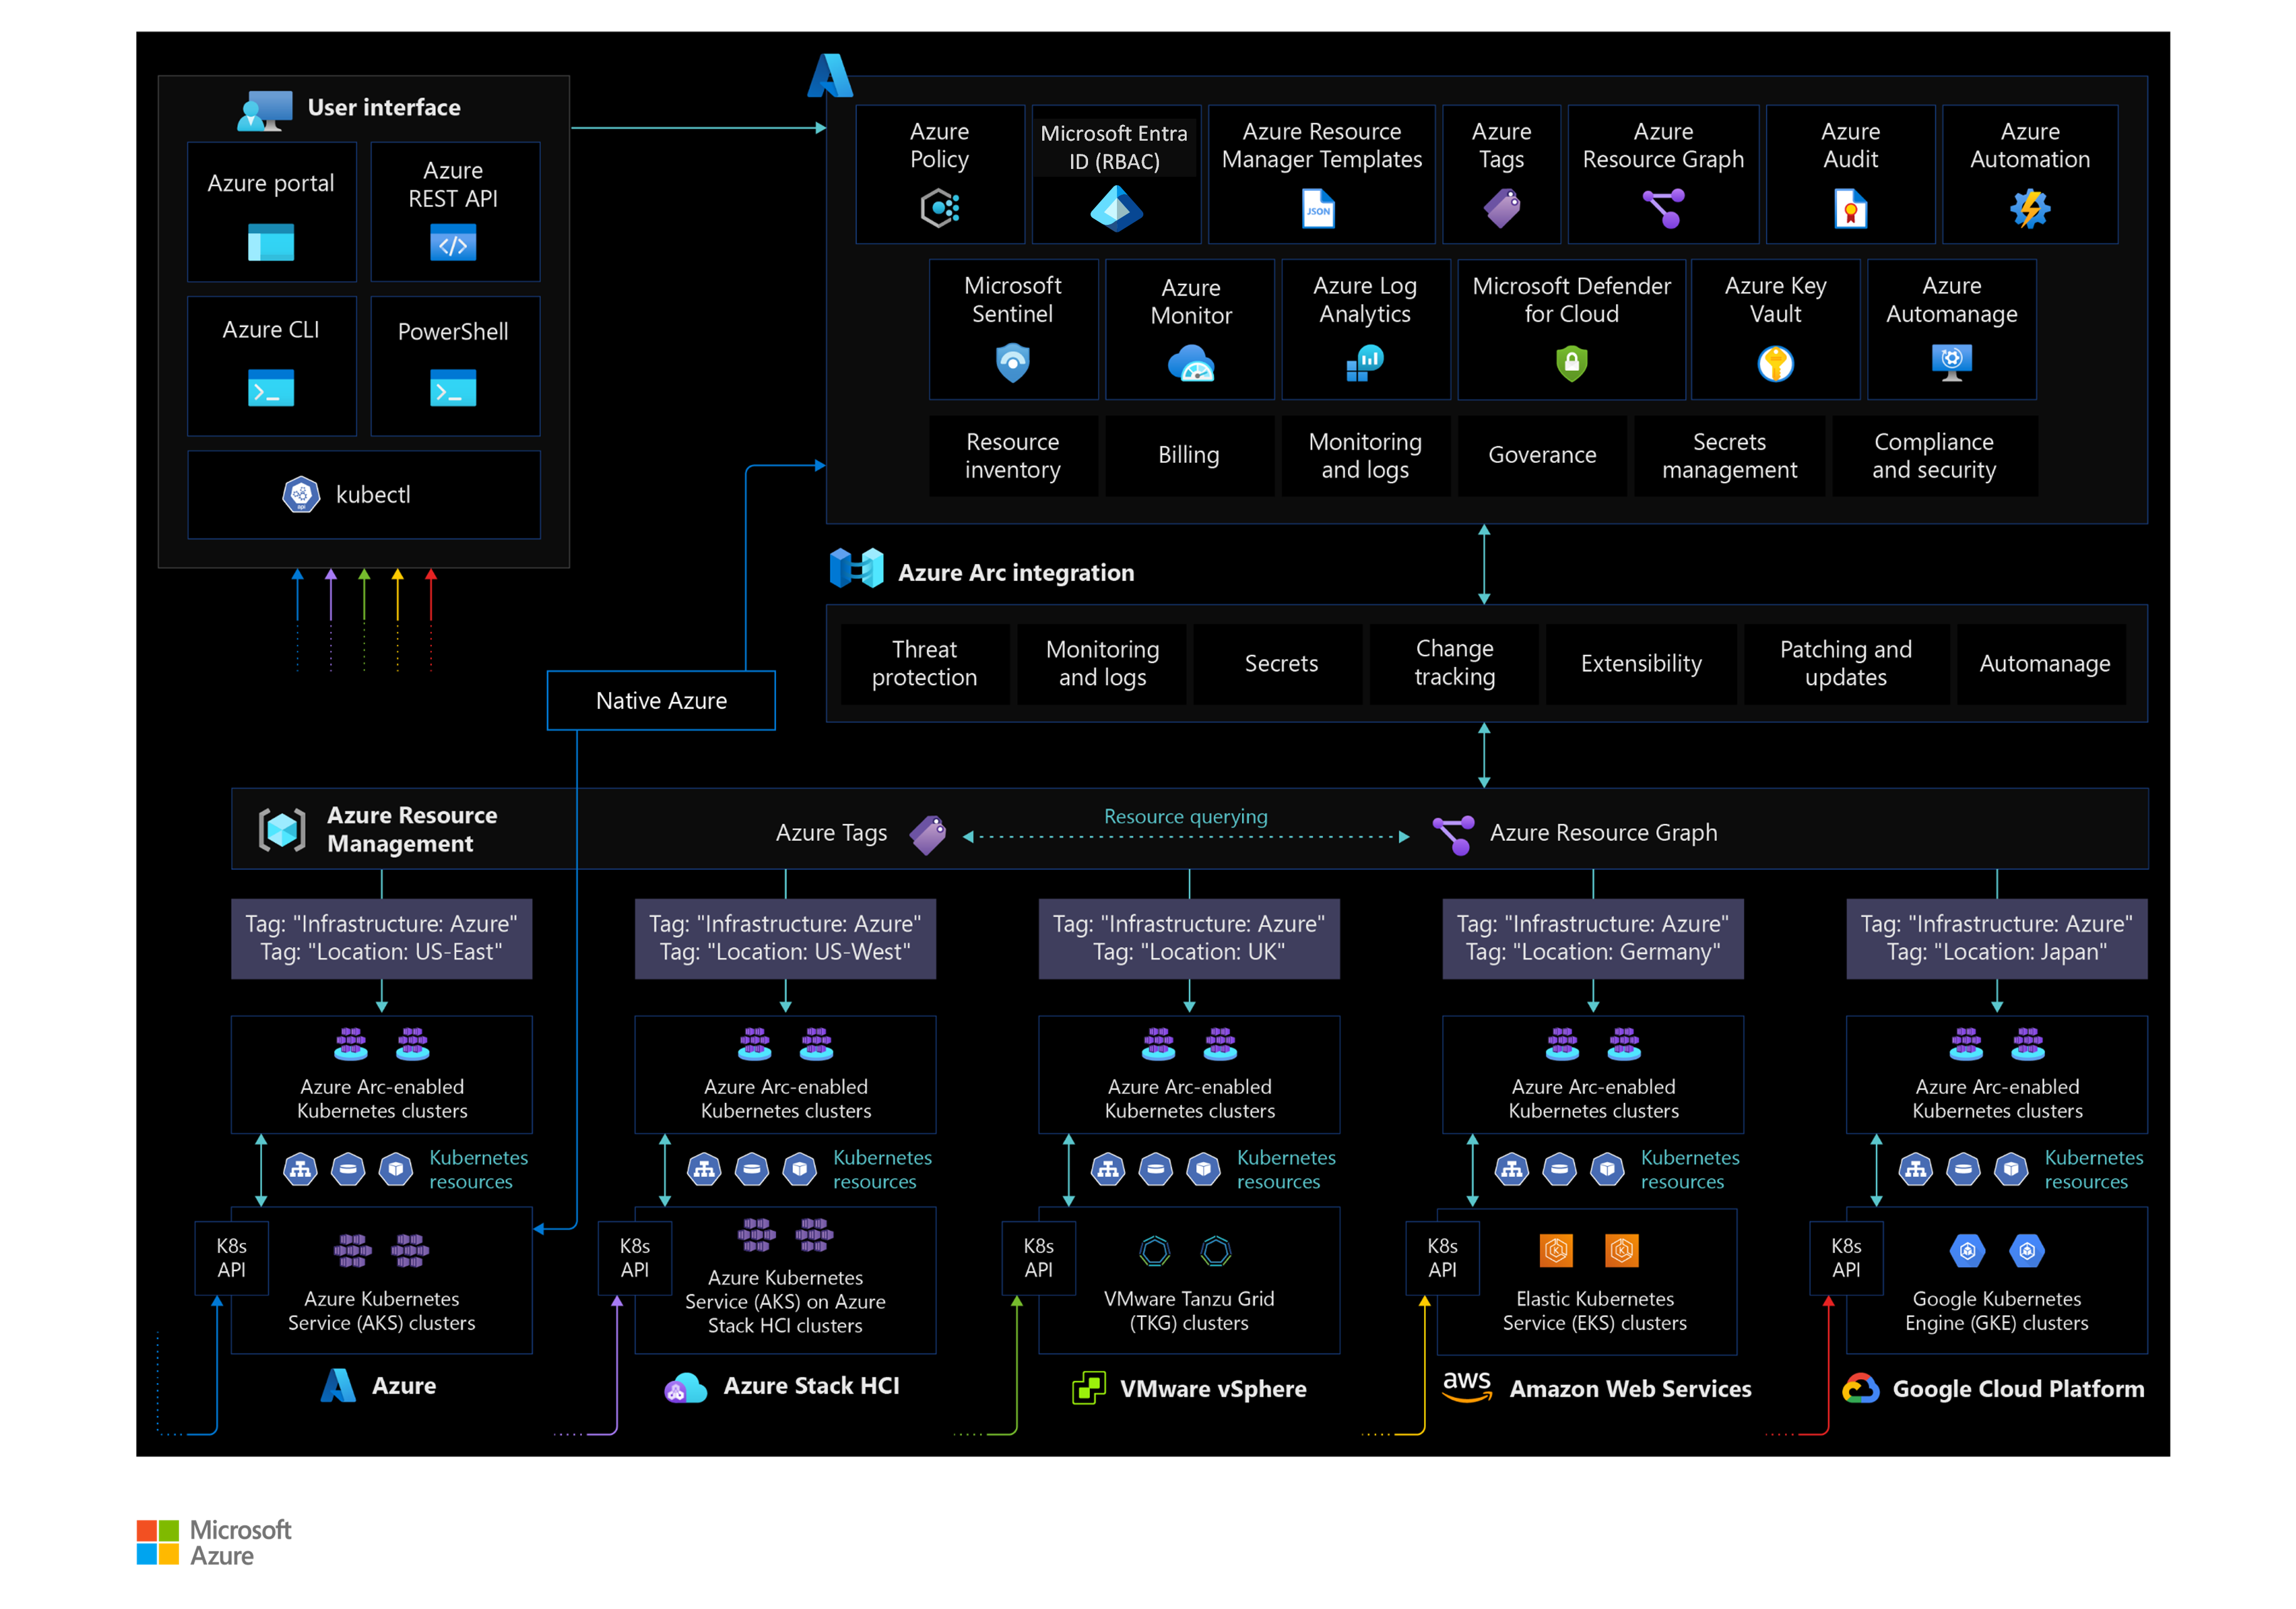 User interface
Azure portal
Azure
REST API
Azure CLI
PowerShell
api
kubectl
Azure
Policy
Microsoft Entra
ID (RBAC)
Azure Resource
Manager Templates
JSON
Azure
Tags
Azure
Resource Graph
Azure
Audit
Azure
Automation
Microsoft
Sentinel
Azure
Monitor
Azure Log
Analytics
Microsoft Defender
for Cloud
Azure Key
Vault
Azure
Automanage
Resource
inventory
Billing
Monitoring
and logs
Goverance
Secrets
management
Compliance
and security
Azure Arc integration
Threat
protection
Monitoring
and logs
Secrets
Change
tracking
Extensibility
Patching and
updates
Automanage
Native Azure
Azure Resource
Management
Azure Tags
Resource querying
Azure Resource Graph
Tag: "Infrastructure: Azure"
Tag: "Location: US-East"
Tag: "Infrastructure: Azure"
Tag: "Location: US-West"
Tag: "Infrastructure: Azure"
Tag: "Location: UK"
Tag: "Infrastructure: Azure"
Tag: "Location: Germany"
Tag: "Infrastructure: Azure"
Tag: "Location: Japan"
Azure Arc-enabled
Kubernetes clusters
Azure Arc-enabled
Kubernetes clusters
Azure Arc-enabled
Kubernetes clusters
Azure Arc-enabled
Kubernetes clusters
Azure Arc-enabled
Kubernetes clusters
Kubernetes
resources
Kubernetes
resources
Kubernetes
resources
Kubernetes
resources
Kubernetes
resources
K8s
API
Azure Kubernetes
Service (AKS) clusters
K8s
API
Azure Kubernetes
Service (AKS) on Azure
Stack HCI clusters
K8s
API
VMware Tanzu Grid
(TKG) clusters
K8s
API
Elastic Kubernetes
Service (EKS) clusters
K8s
API
Google Kubernetes
Engine (GKE) clusters
Azure
Azure Stack HCI
VMware vSphere
aws
Amazon Web Services
Google Cloud Platform
Microsoft
Azure